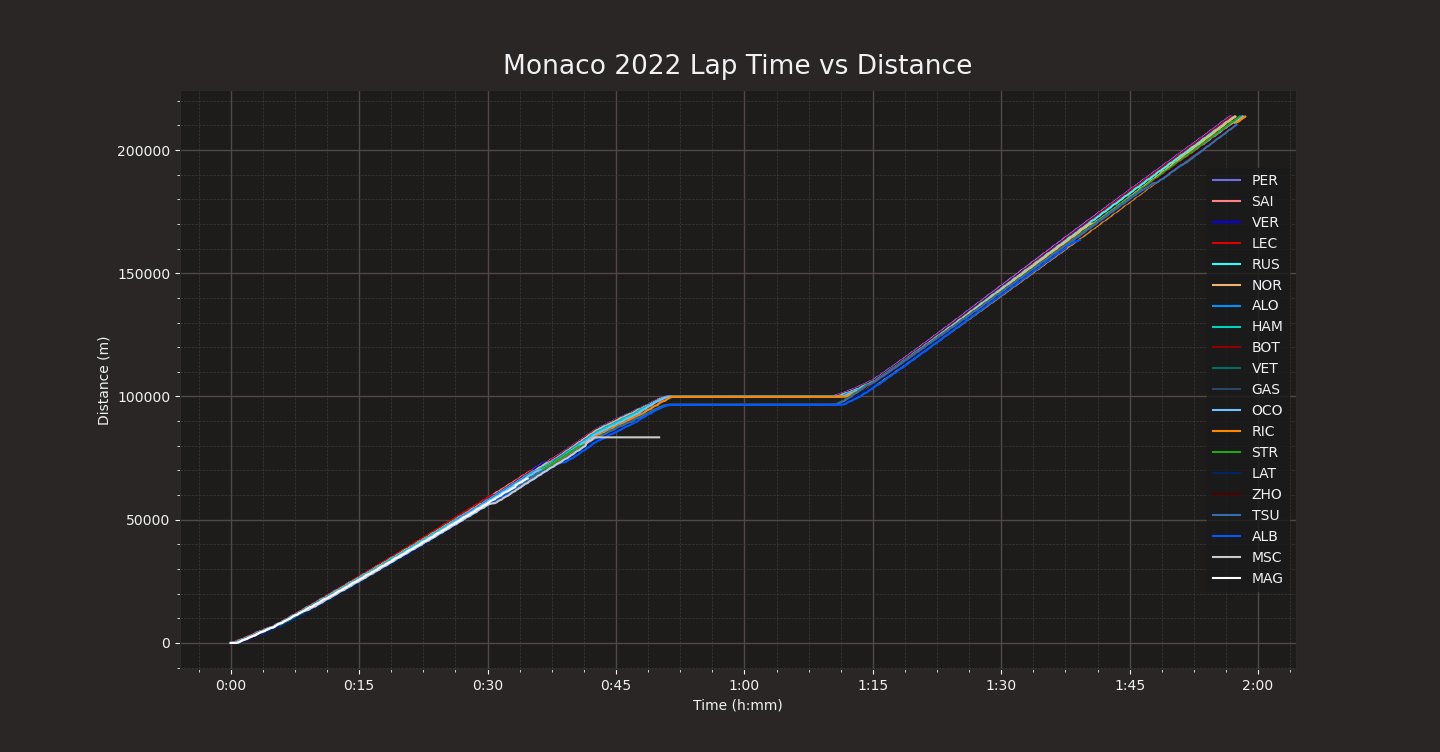 Monaco 2022 Lap Time vs Distance
Distance (m)
200000
150000
100000
50000
0
0:00 0:15 0:30 0:45 1:00 1:15 1:30 1:45 2:00
Time (h:mm)
PER
SAI
VER
LEC
RUS
NOR
ALO
HAM
BOT
VET
GAS
OCO
RIC
STR
LAT
ZHO
TSU
ALB
MSC
MAG